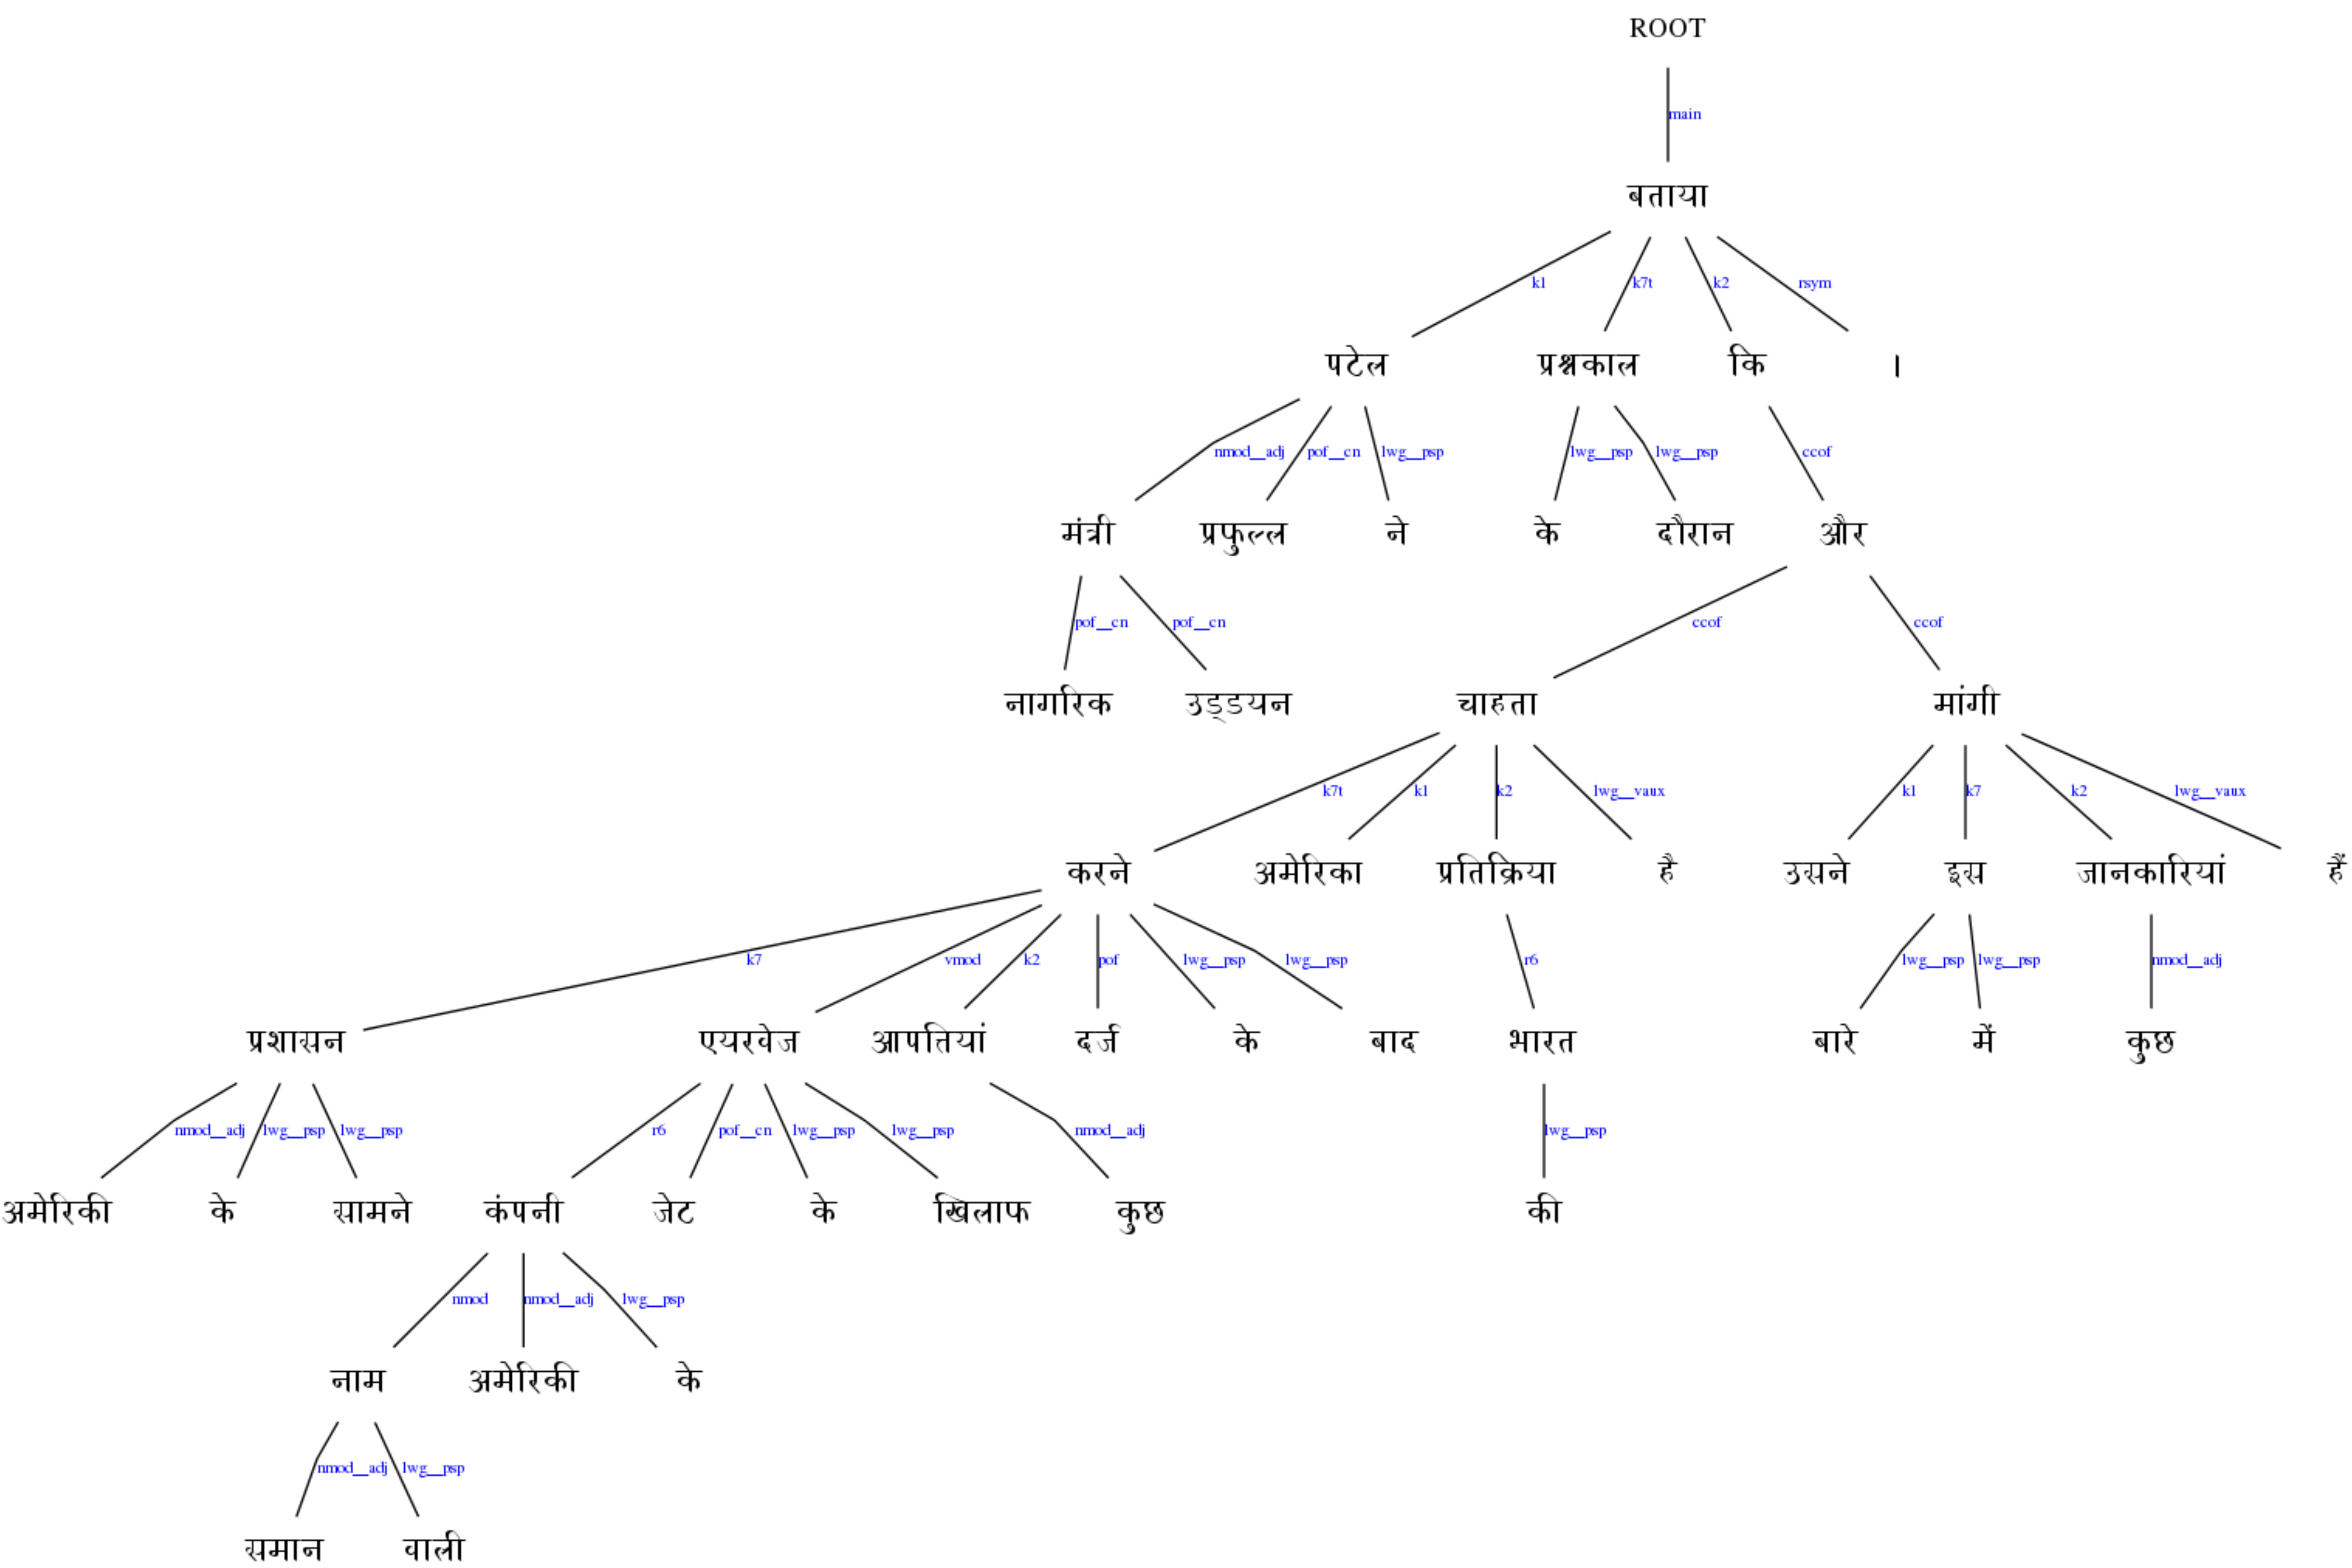 ROOT
main
बताया
k1 k7t k2 rsym
पटेल प्रश्नकाल कि ।
nmod__adj pof__cn lwg__psp lwg__psp lwg__psp ccof
मंत्री प्रफुल्ल ने के दौरान और
pof__cn pof__cn ccof ccof
नागरिक उड्डयन चाहता मांगी
k7t k1 k2 lwg__vaux k1 k7 k2 lwg__vaux
करने अमेरिका प्रतिक्रिया है उसने इस जानकारियां हैं
k7 vmod k2 pof lwg__psp lwg__psp r6 lwg__psp lwg__psp nmod__adj
प्रशासन एयरवेज आपत्तियां दर्ज के बाद भारत बारे में कुछ
nmod__adj lwg__psp lwg__psp r6 pof__cn lwg__psp lwg__psp nmod__adj lwg__psp
अमेरिकी के सामने कंपनी जेट के खिलाफ कुछ की
nmod nmod__adj lwg__psp
नाम अमेरिकी के
nmod__adj lwg__psp
समान वाली